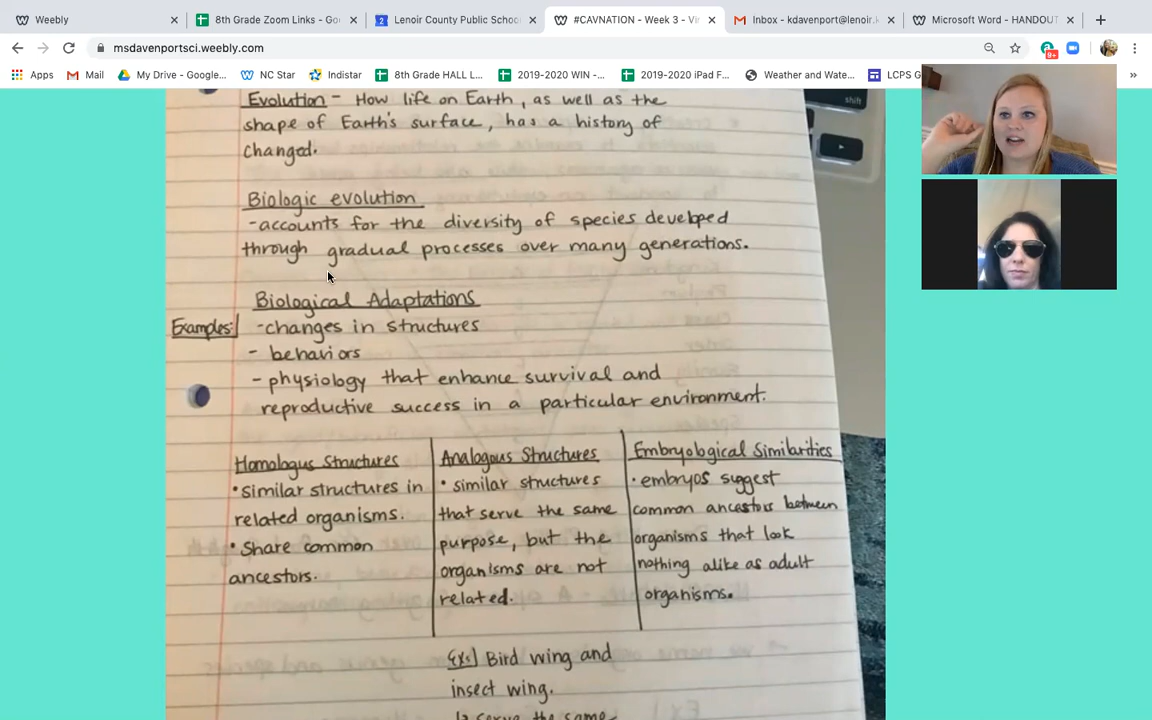 Weebly
8th Grade Zoom Links - Go
Lenoir County Public Schoo
#CAVNATION - Week 3 - Vi
Inbox - kdavenport@lenoir.k
Microsoft Word - HANDOUT
msdavenportsci.weebly.com
Apps
Mail
My Drive - Google...
NC Star
Indistar
8th Grade HALL L...
2019-2020 WIN -...
2019-2020 iPad F...
Weather and Wate...
LCPS G
shift
Evolution - How life on Earth, as well as the
shape of Earth's surface, has a history of
changed.
Biologic evolution
-accounts for the diversity of species developed
through gradual processes over many generations.
Biological Adaptations
Examples:
-changes in structures
- behaviors
- physiology that enhance survival and
reproductive success in a particular environment.
Homologus Structures
• similar structures in
related organisms.
• Share common
ancestors.
Analogous Structures
• similar structures
that serve the same
purpose, but the
organisms are not
related.
Embryological Similarities
• embryos suggest
common ancestors between
organisms that look
nothing alike as adult
organisms.
Exs] Bird wing and
insect wing.
serve the same